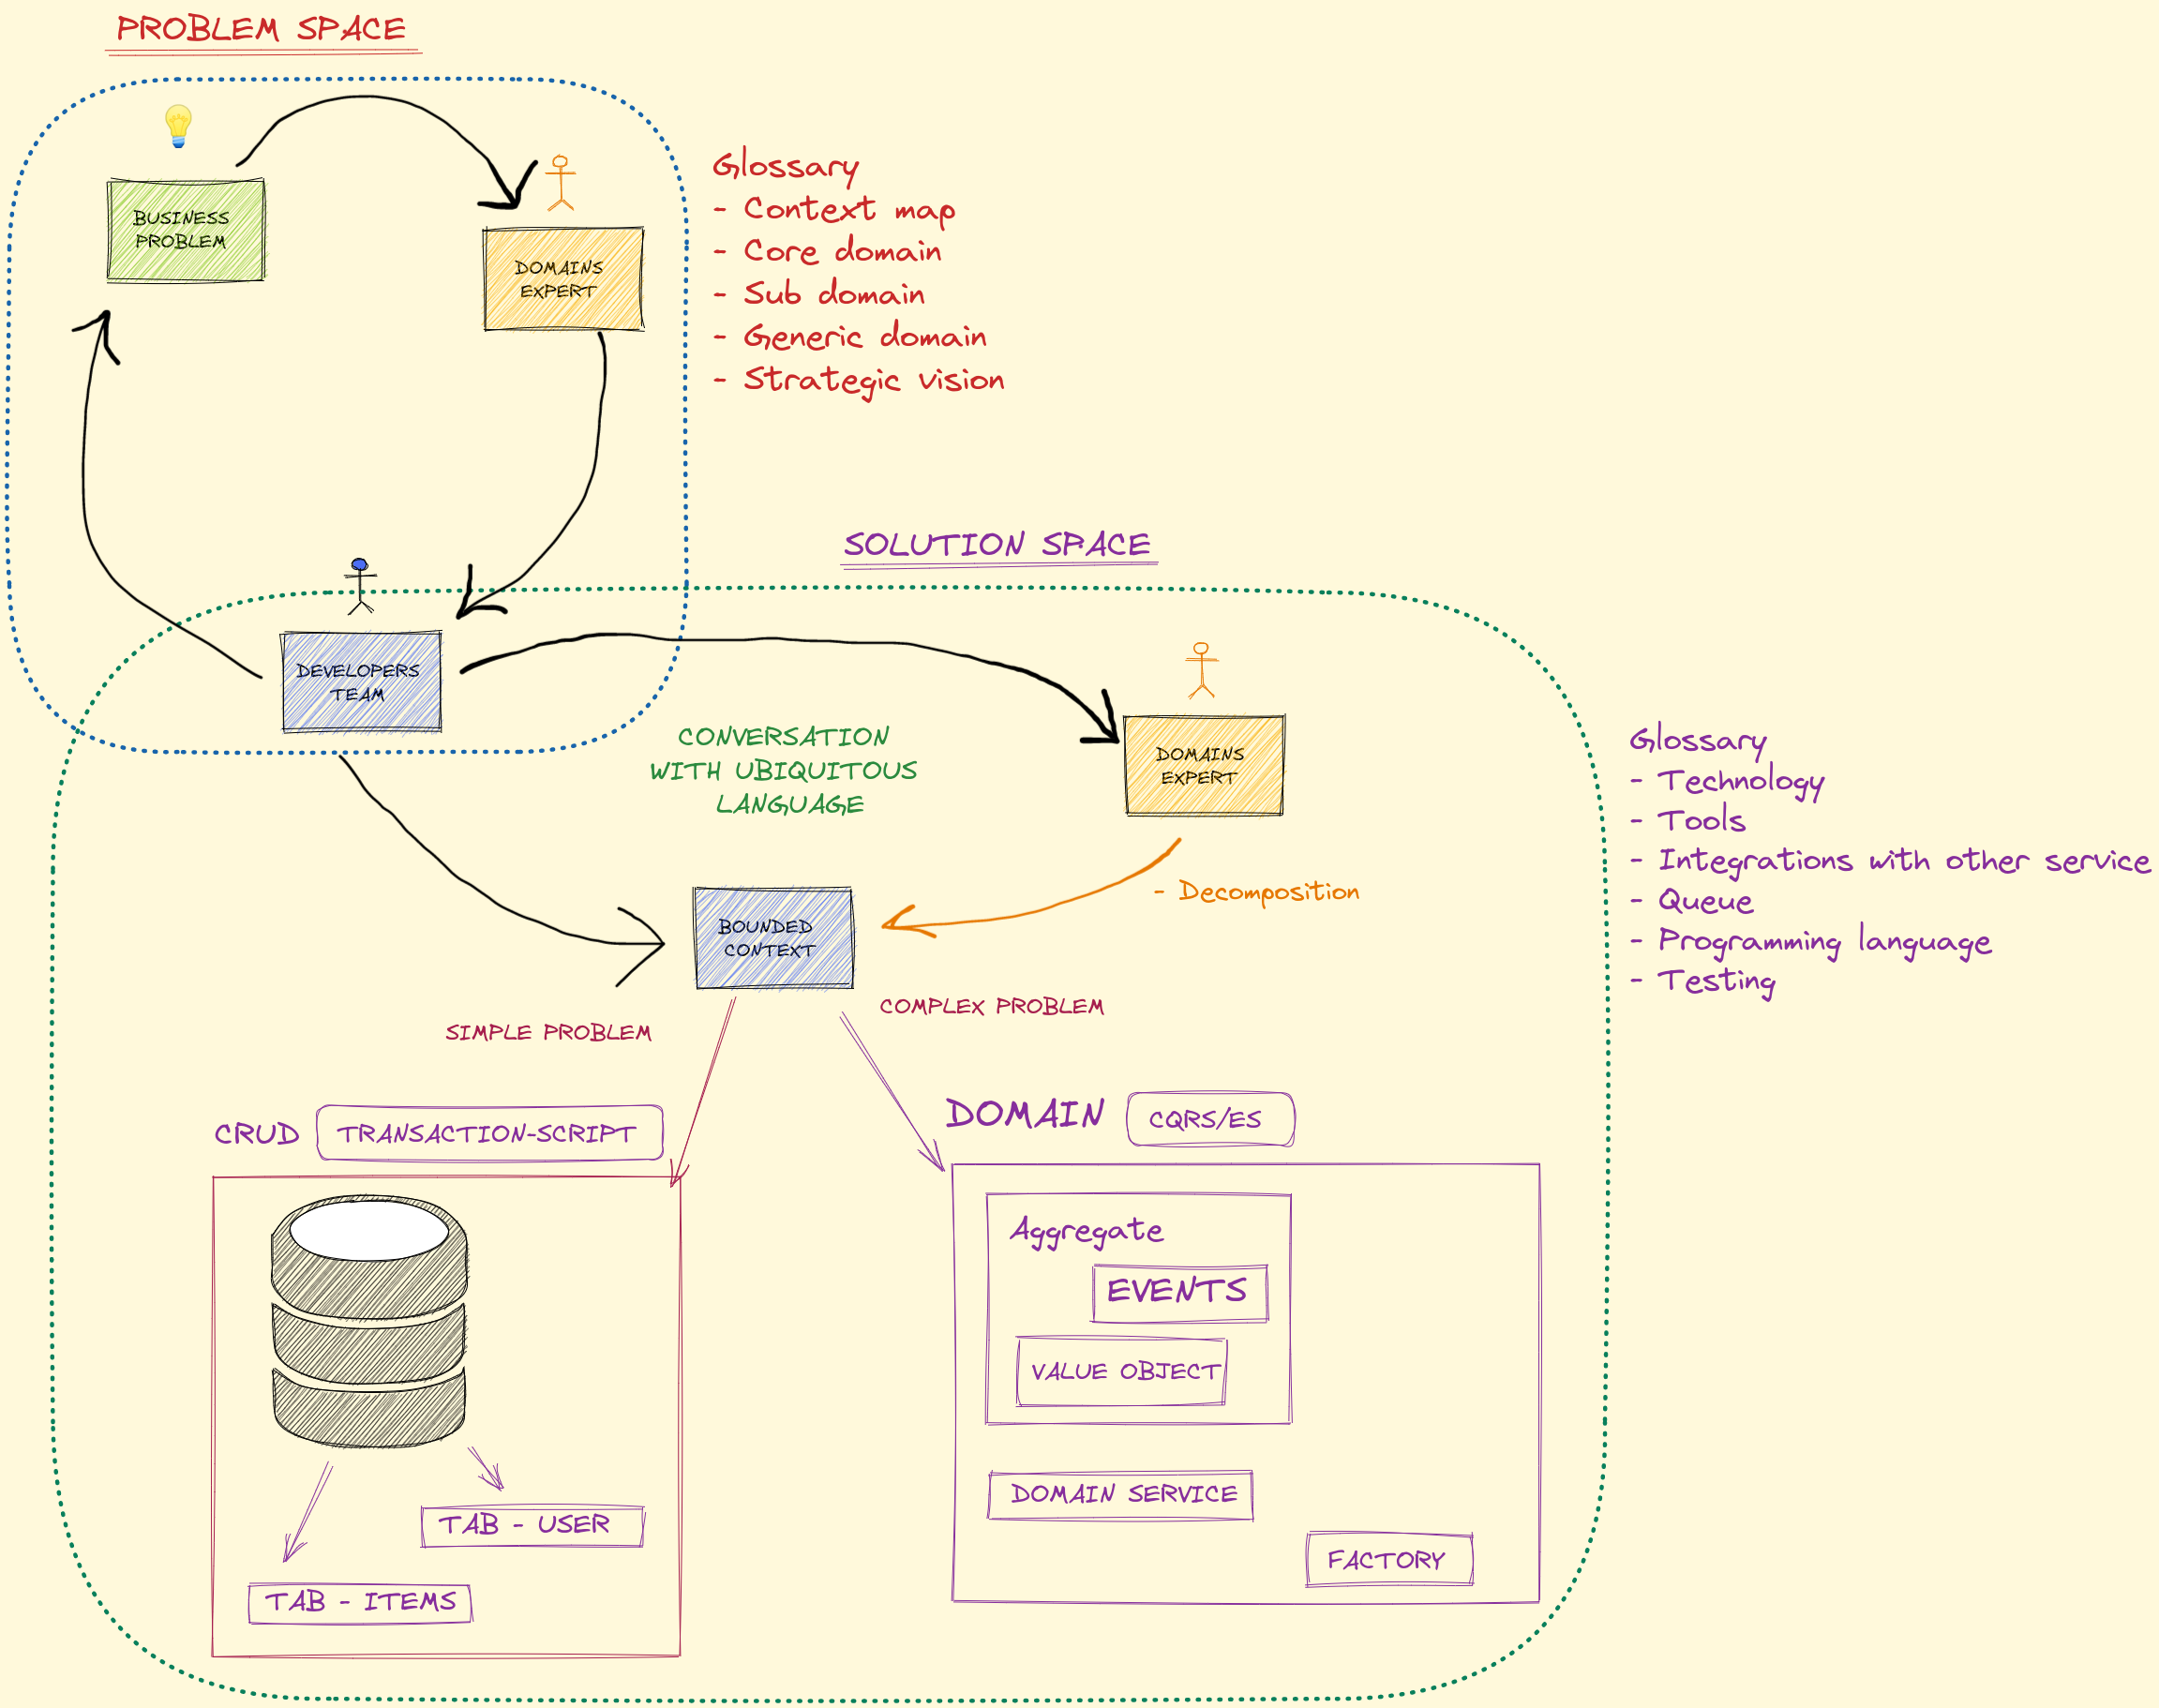 PROBLEM SPACE
BUSINESS
PROBLEM
DOMAINS
EXPERT
Glossary
- Context map
- Core domain
- Sub domain
- Generic domain
- Strategic vision
SOLUTION SPACE
DEVELOPERS
TEAM
CONVERSATION
WITH UBIQUITOUS
LANGUAGE
DOMAINS
EXPERT
Glossary
- Technology
- Tools
- Integrations with other service
- Queue
- Programming language
- Testing
- Decomposition
BOUNDED
CONTEXT
SIMPLE PROBLEM
COMPLEX PROBLEM
CRUD
TRANSACTION-SCRIPT
TAB - USER
TAB - ITEMS
DOMAIN
CQRS/ES
Aggregate
EVENTS
VALUE OBJECT
DOMAIN SERVICE
FACTORY